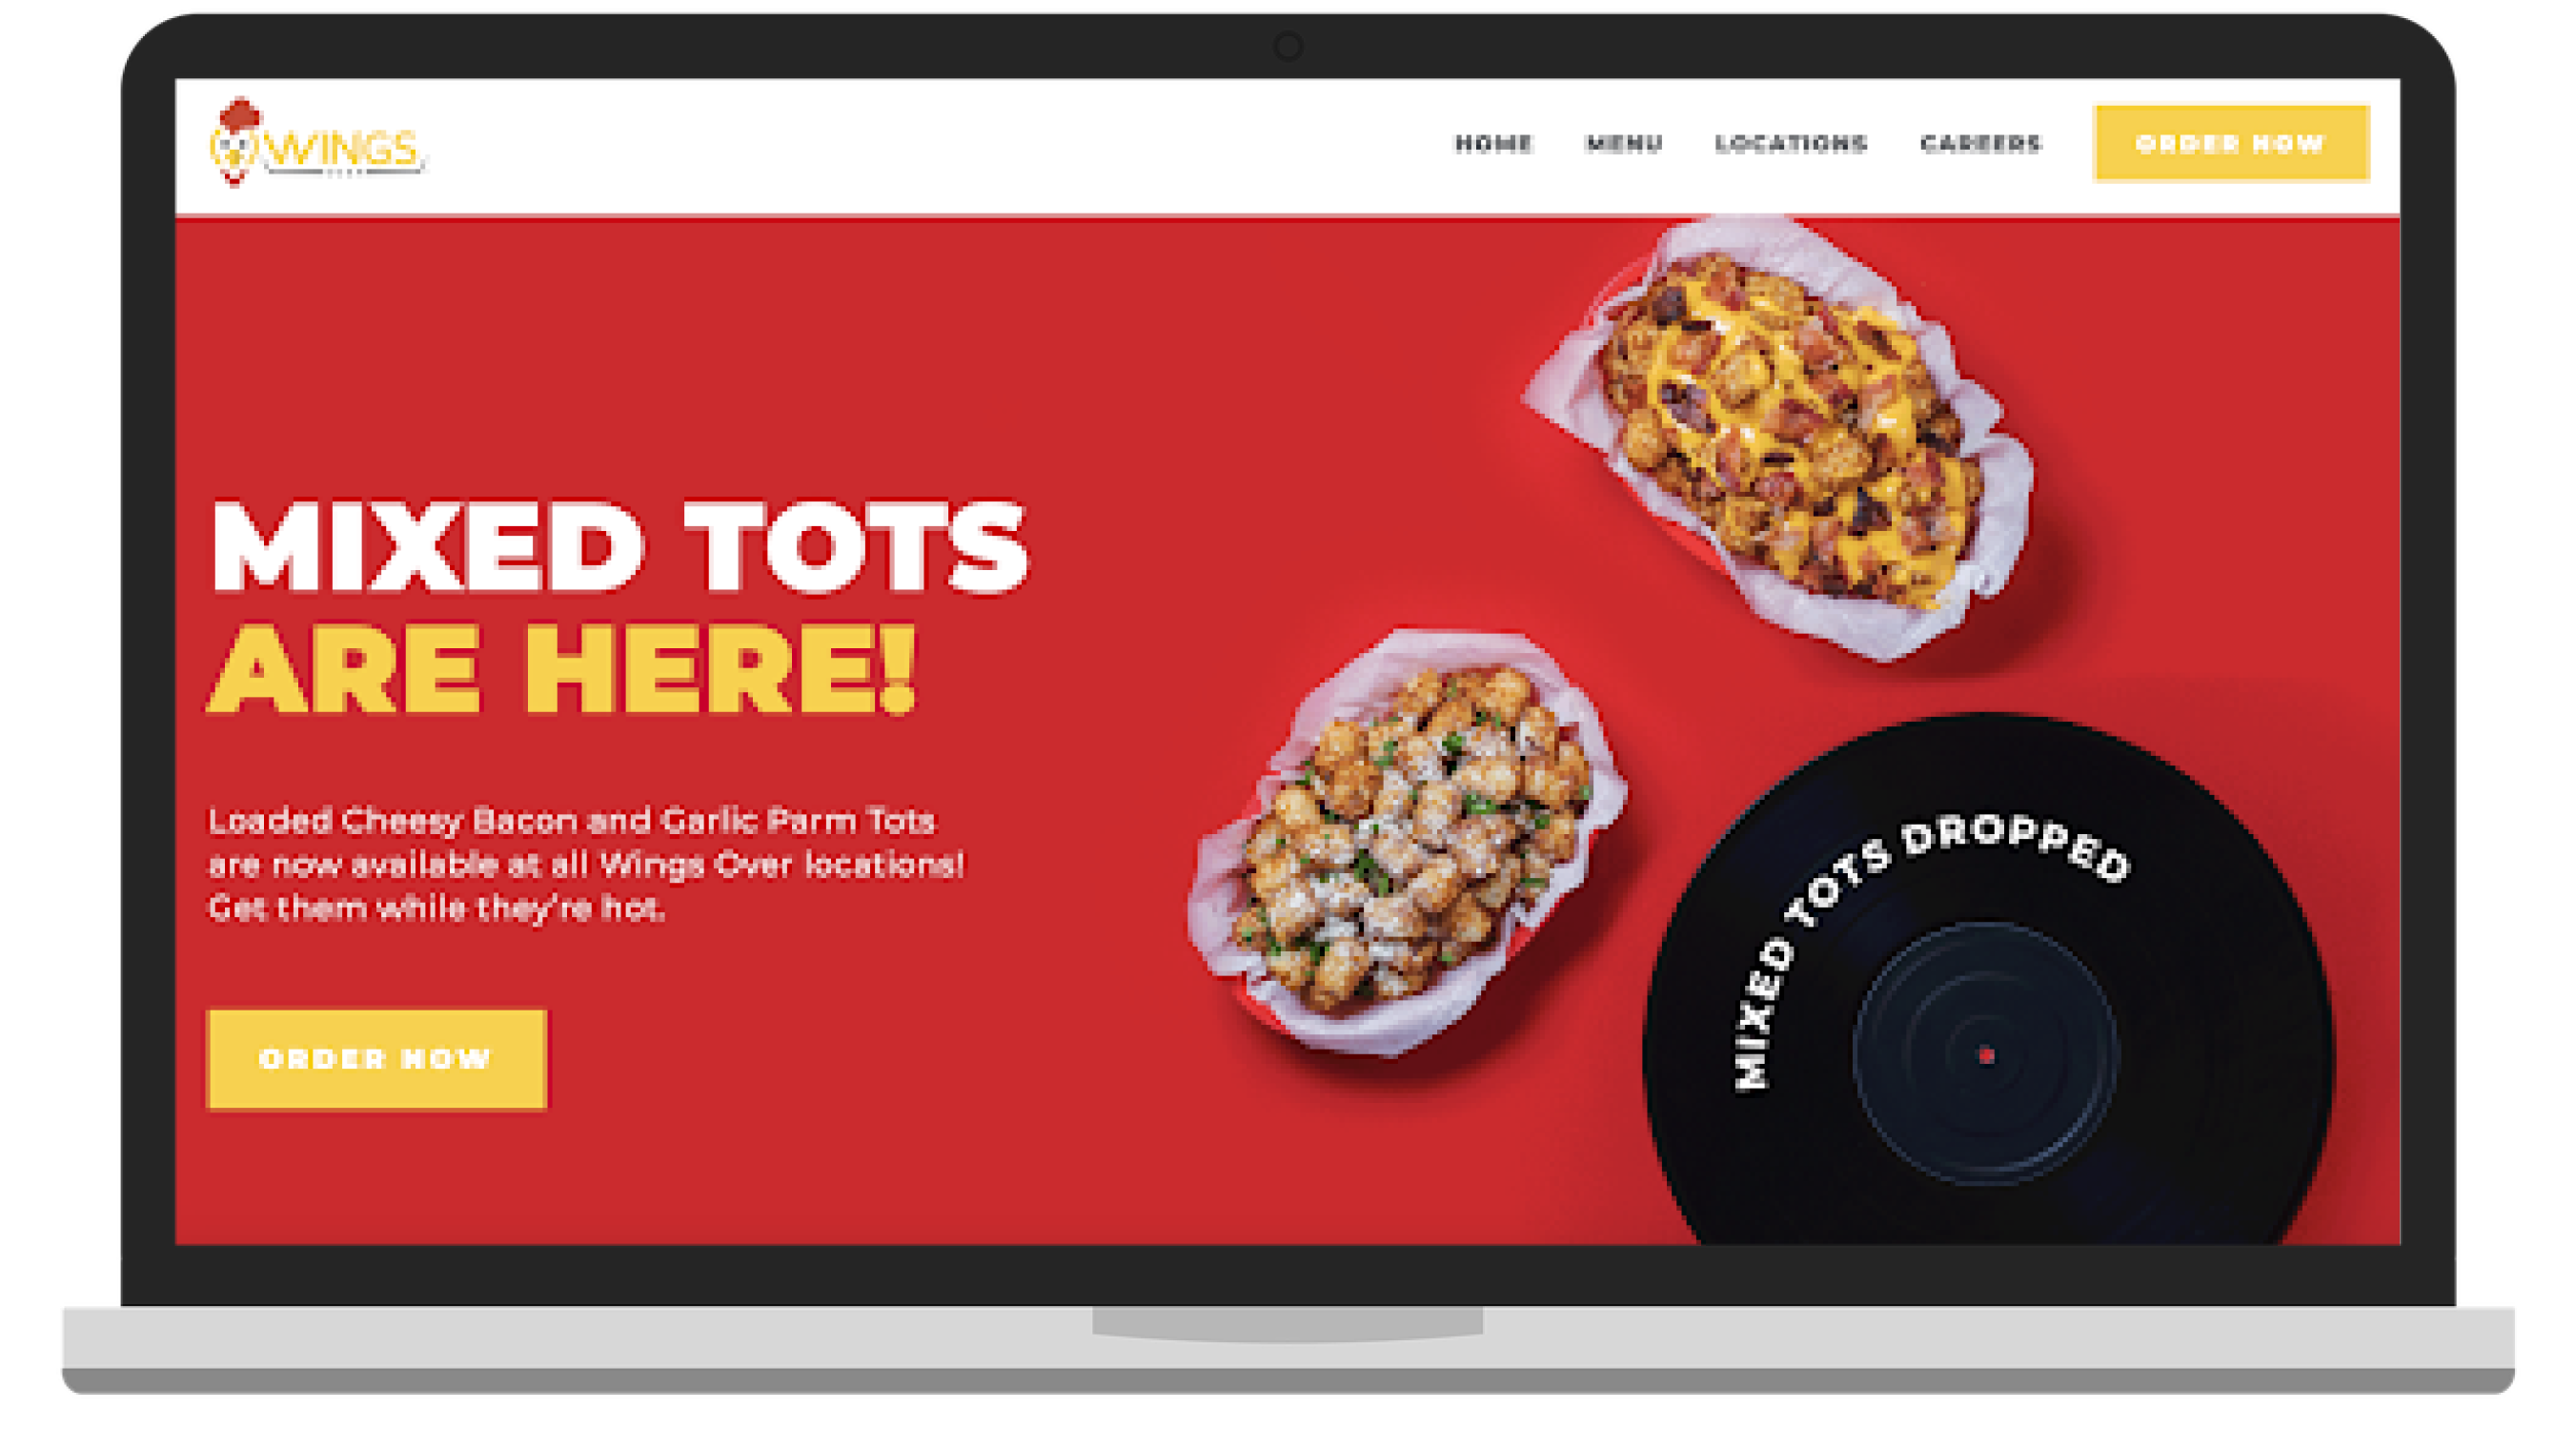 WINGS
HOME
MENU
LOCATIONS
CAREERS
ORDER NOW
MIXED TOTS
ARE HERE!
Loaded Cheesy Bacon and Garlic Parm Tots
are now available at all Wings Over locations!
Get them while they're hot.
ORDER NOW
MIXED TOTS DROPPED